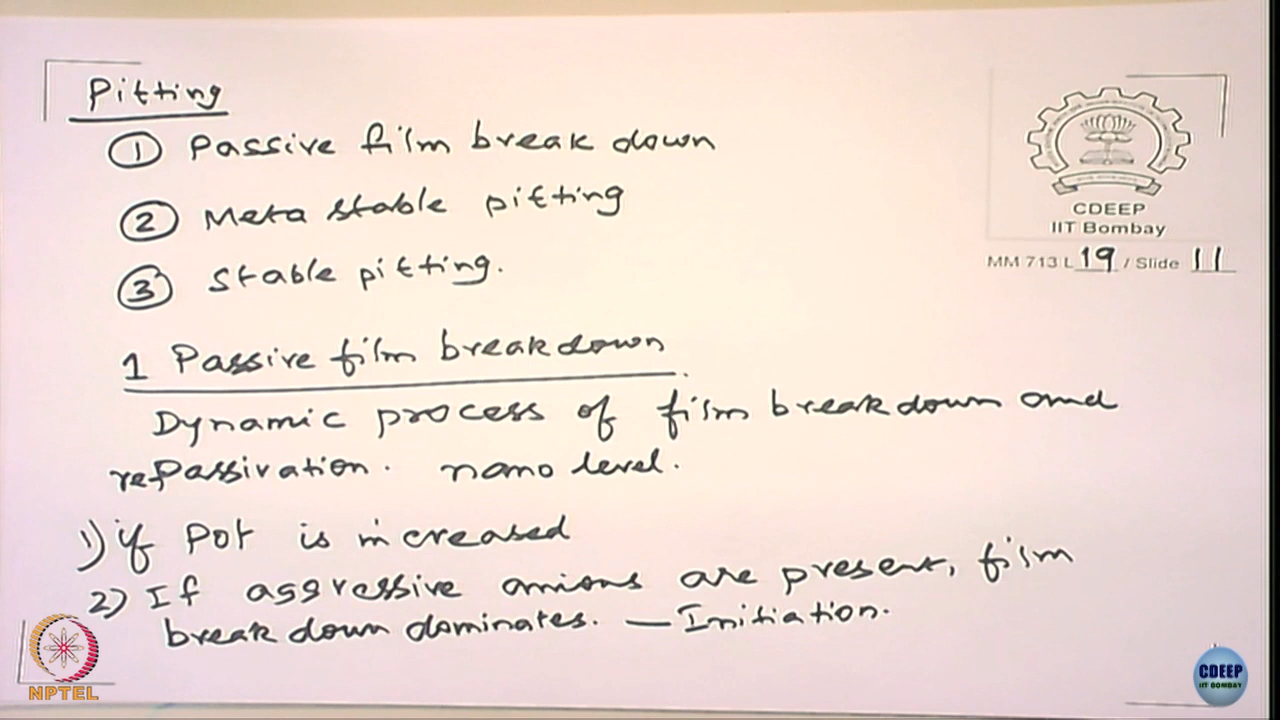 Pitting
① Passive film break down
② Meta stable pitting
③ Stable pitting.
CDEEP
IIT Bombay
MM 713 L 19 / Slide 11
1 Passive film breakdown
Dynamic process of film breakdown and
repassivation. nano level.
1) if Pot is increased
2) If aggressive anions are present, film
break down dominates. — Initiation.
NPTEL
CDEEP
IIT BOMBAY